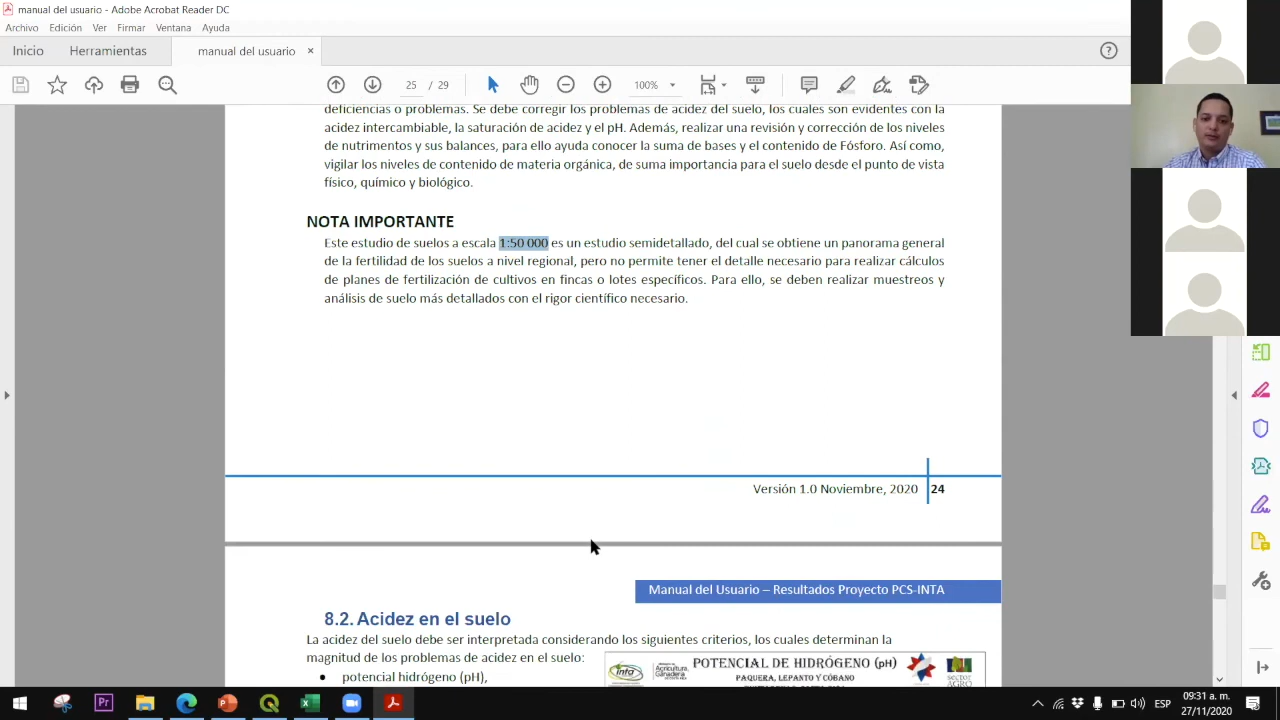 manual del usuario - Adobe Acrobat Reader DC
Archivo Edición Ver Firmar Ventana Ayuda
Inicio Herramientas manual del usuario ×
25 / 29 100%
deficiencias o problemas. Se debe corregir los problemas de acidez del suelo, los cuales son evidentes con la
acidez intercambiable, la saturación de acidez y el pH. Además, realizar una revisión y corrección de los niveles
de nutrimentos y sus balances, para ello ayuda conocer la suma de bases y el contenido de Fósforo. Así como,
vigilar los niveles de contenido de materia orgánica, de suma importancia para el suelo desde el punto de vista
físico, químico y biológico.
NOTA IMPORTANTE
Este estudio de suelos a escala 1:50 000 es un estudio semidetallado, del cual se obtiene un panorama general
de la fertilidad de los suelos a nivel regional, pero no permite tener el detalle necesario para realizar cálculos
de planes de fertilización de cultivos en fincas o lotes específicos. Para ello, se deben realizar muestreos y
análisis de suelo más detallados con el rigor científico necesario.
Versión 1.0 Noviembre, 2020 24
Manual del Usuario – Resultados Proyecto PCS-INTA
8.2. Acidez en el suelo
La acidez del suelo debe ser interpretada considerando los siguientes criterios, los cuales determinan la
magnitud de los problemas de acidez en el suelo:
• potencial hidrógeno (pH),
inta
Agricultura
Ganadería
POTENCIAL DE HIDRÓGENO (pH)
PAQUERA, LEPANTO Y CÓBANO
sector
AGRO
ESP
09:31 a. m.
27/11/2020